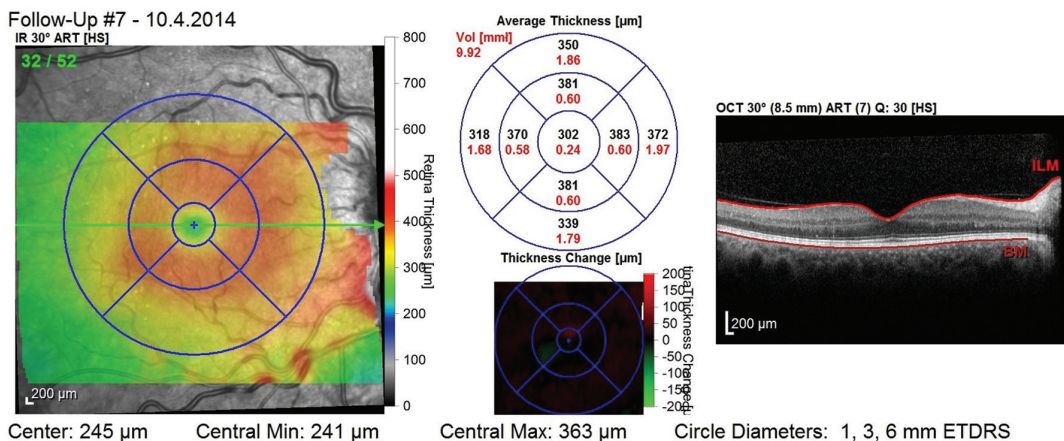 Follow-Up #7 - 10.4.2014
IR 30° ART [HS]
32 / 52
800
700
600
500
400
300
200
100
0
Retina Thickness [µm]
200 µm
Average Thickness [µm]
Vol [mm³]
9.92
350
1.86
381
0.60
318 370 302 383 372
1.68 0.58 0.24 0.60 1.97
381
0.60
339
1.79
Thickness Change [µm]
200
150
100
50
0
-50
-100
-150
-20
OCT 30° (8.5 mm) ART (7) Q: 30 [HS]
ILM
BM
200 µm
Center: 245 µm Central Min: 241 µm Central Max: 363 µm Circle Diameters: 1, 3, 6 mm ETDRS